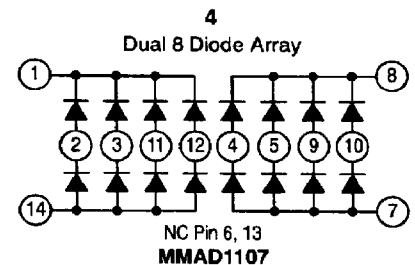 4
Dual 8 Diode Array
1 8
2 3 11 12 4 5 9 10
14 7
NC Pin 6, 13
MMAD1107